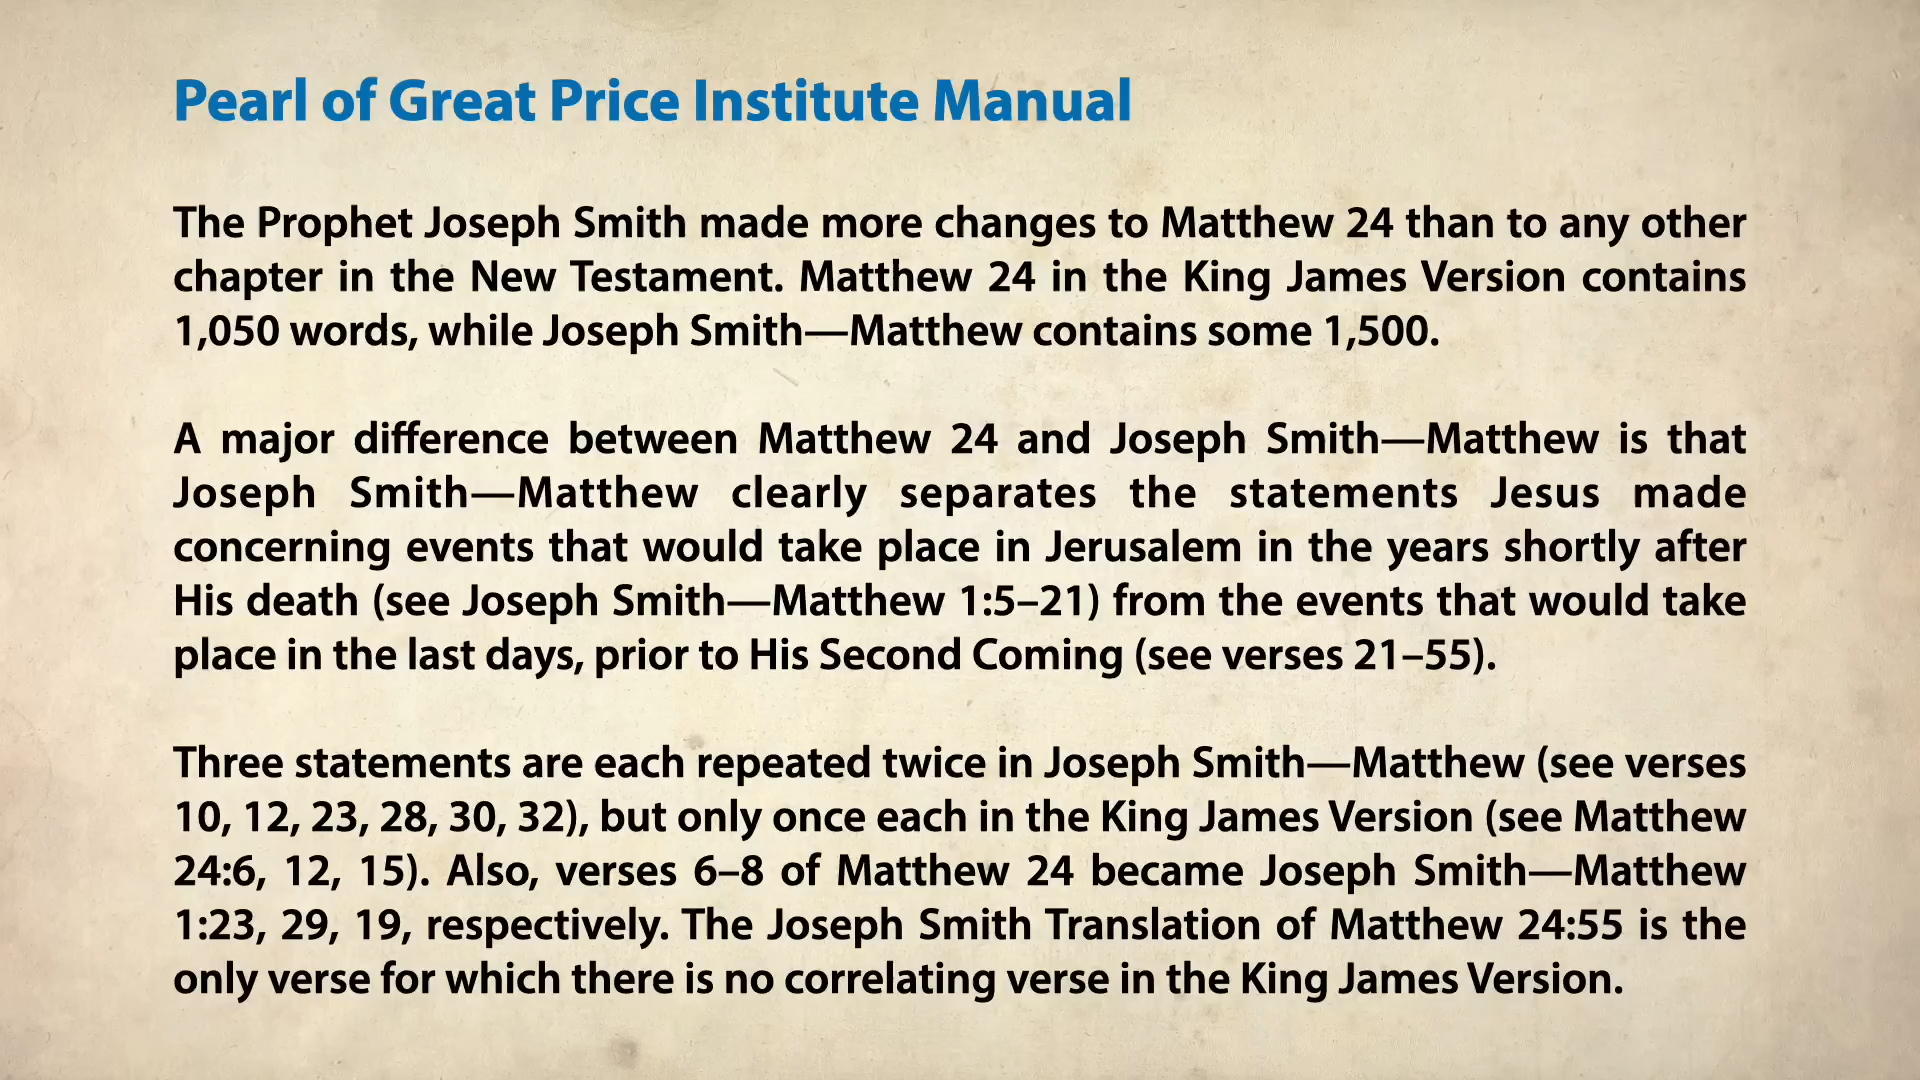 Pearl of Great Price Institute Manual
The Prophet Joseph Smith made more changes to Matthew 24 than to any other
chapter in the New Testament. Matthew 24 in the King James Version contains
1,050 words, while Joseph Smith—Matthew contains some 1,500.
A major difference between Matthew 24 and Joseph Smith—Matthew is that
Joseph Smith—Matthew clearly separates the statements Jesus made
concerning events that would take place in Jerusalem in the years shortly after
His death (see Joseph Smith—Matthew 1:5–21) from the events that would take
place in the last days, prior to His Second Coming (see verses 21–55).
Three statements are each repeated twice in Joseph Smith—Matthew (see verses
10, 12, 23, 28, 30, 32), but only once each in the King James Version (see Matthew
24:6, 12, 15). Also, verses 6–8 of Matthew 24 became Joseph Smith—Matthew
1:23, 29, 19, respectively. The Joseph Smith Translation of Matthew 24:55 is the
only verse for which there is no correlating verse in the King James Version.